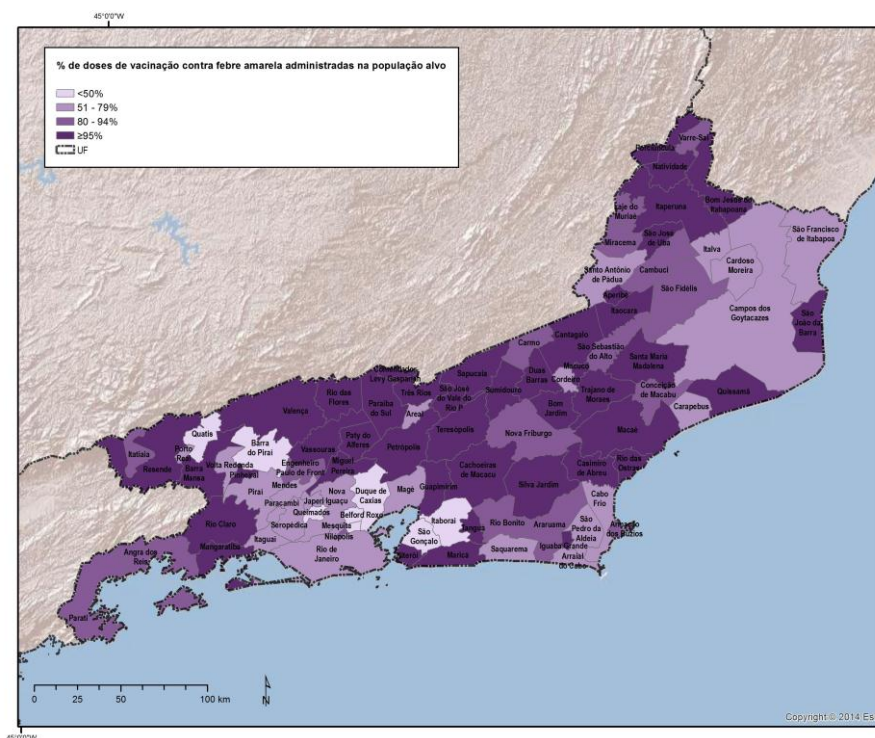 45°0'0"W
% de doses de vacinação contra febre amarela administradas na população alvo
<50%
51 - 79%
80 - 94%
≥95%
UF
Varre-Sai
Natividade
Itaperuna
Bom Jesus do
Itabapoana
Laje do
Muriaé
São José
de Ubá
Miracema
Italva
São Francisco
de Itabapoa
Cardoso
Moreira
Santo Antônio
de Pádua
Cambuci
São Fidélis
Aperibé
Itaocara
Campos dos
Goytacazes
São
João da
Barra
Cantagalo
Carmo
São Sebastião
do Alto
Santa Maria
Madalena
Macuco
Cordeiro
Duas
Barras
Comendador
Levy Gasparian
Sapucaia
Três Rios
São José
do Vale do
Rio P
Sumidouro
Trajano de
Moraes
Conceição
de Macabu
Quissamã
Carapebus
Rio das
Flores
Paraíba
do Sul
Areal
Bom
Jardim
Valença
Teresópolis
Nova Friburgo
Macaé
Quatis
Barra
do Piraí
Vassouras
Paty do
Alferes
Petrópolis
Itatiaia
Porto
Real
Resende
Barra
Mansa
Volta Redonda
Pinheiral
Engenheiro
Paulo de Front
Miguel
Pereira
Cachoeiras
de Macacu
Casimiro
de Abreu
Rio das
Ostras
Mendes
Piraí
Paracambi
Japeri
Nova
Iguaçu
Duque de
Caxias
Magé
Guapimirim
Silva Jardim
Cabo
Frio
Queimados
Belford Roxo
Seropédica
Mesquita
Nilópolis
Itaboraí
São
Gonçalo
Tanguá
Rio Bonito
Araruama
São
Pedro da
Aldeia
Armação
dos Búzios
Rio Claro
Mangaratiba
Itaguaí
Rio de
Janeiro
Niterói
Maricá
Saquarema
Iguaba Grande
Arraial
do Cabo
Angra dos
Reis
Parati
0 25 50 100 km
N
Copyright © 2014 Es
45°0'0"W